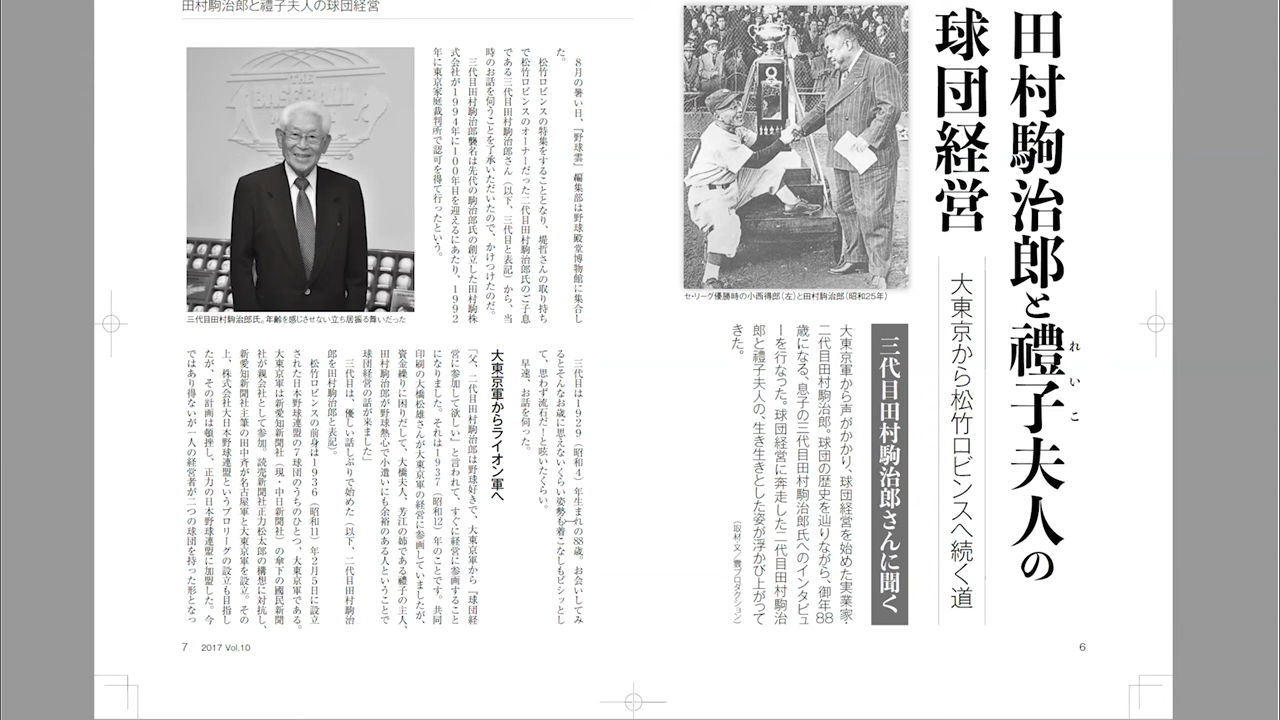 田村駒治郎と禮子夫人の球団経営
田村駒治郎と禮子夫人の
れいこ
球団経営
大東京から松竹ロビンスへ続く道
セ・リーグ優勝時の小西得郎（左）と田村駒治郎（昭和25年）
三代目田村駒治郎さんに聞く
大東京軍から声がかかり、球団経営を始めた実業家・
二代目田村駒治郎。球団の歴史を辿りながら、御年88
歳になる、息子の三代目田村駒治郎氏へのインタビュ
ーを行なった。球団経営に奔走した二代目田村駒治
郎と禮子夫人の、生き生きとした姿が浮かび上がって
きた。
（取材・文／雲プロダクション）
6
８月の暑い日、『野球雲』編集部は野球殿堂博物館に集合し
た。
松竹ロビンスの特集をすることとなり、堤哲さんの取り持ち
で松竹ロビンスのオーナーだった二代目田村駒治郎氏のご子息
である三代目田村駒治郎さん（以下、三代目と表記）から、当
時のお話を伺うことを了承いただいたので、かけつけたのだ。
三代目田村駒治郎襲名は先代の駒治郎氏の創立した田村駒株
式会社が１９９４年に１００年目を迎えるにあたり、１９９２
年に東京家庭裁判所で認可を得て行ったという。
THE
BASEBALL
三代目田村駒治郎氏。年齢を感じさせない立ち居振る舞いだった
三代目は１９２９（昭和４）年生まれの88歳。お会いしてみ
るとそんなお歳に思えないくらい姿勢も着こなしもビシッとし
て、思わず流石だ！と呟いたくらい。
早速、お話を伺った。
大東京軍からライオン軍へ
「父、二代目田村駒治郎は野球好きで、大東京軍から「球団経
営に参加して欲しい」と言われて、すぐに経営に参画すること
になりました。それは１９３７（昭和12）年のことです。共同
印刷の大橋松雄さんが大東京軍の経営に参画していましたが、
資金繰りに困りだして、大橋夫人、芳江の姉である禮子の主人、
田村駒治郎が野球熱心で小遣いにも余裕のある人ということで
球団経営の話が来ました」
三代目は、優しい話しぶりで始めた（以下、二代目田村駒治
郎を田村駒治郎と表記）。
松竹ロビンスの前身は１９３６（昭和11）年２月５日に設立
された日本野球連盟の７球団のうちのひとつ、大東京軍である。
大東京軍は新愛知新聞社（現・中日新聞社）の傘下の國民新聞
社が親会社として参加。読売新聞社正力松太郎の構想に対抗し、
新愛知新聞社主筆の田中斉が名古屋軍と大東京軍を設立。その
上、株式会社大日本野球連盟というプロリーグの設立も目指し
たが、その計画は頓挫し、正力の日本野球連盟に加盟した。今
ではあり得ないが一人の経営者が二つの球団を持った形となっ
7 2017 Vol.10